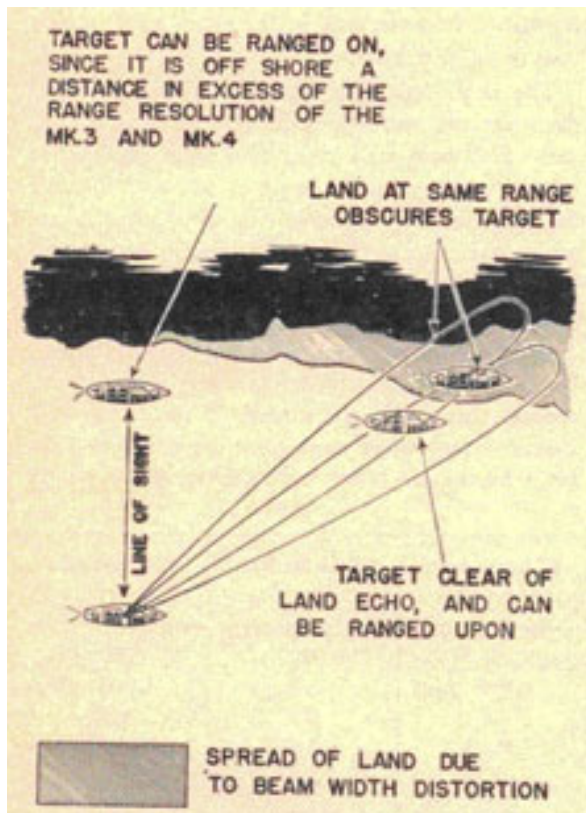 TARGET CAN BE RANGED ON,
SINCE IT IS OFF SHORE A
DISTANCE IN EXCESS OF THE
RANGE RESOLUTION OF THE
MK.3 AND MK.4
LAND AT SAME RANGE
OBSCURES TARGET
LINE OF SIGHT
TARGET CLEAR OF
LAND ECHO, AND CAN
BE RANGED UPON
SPREAD OF LAND DUE
TO BEAM WIDTH DISTORTION